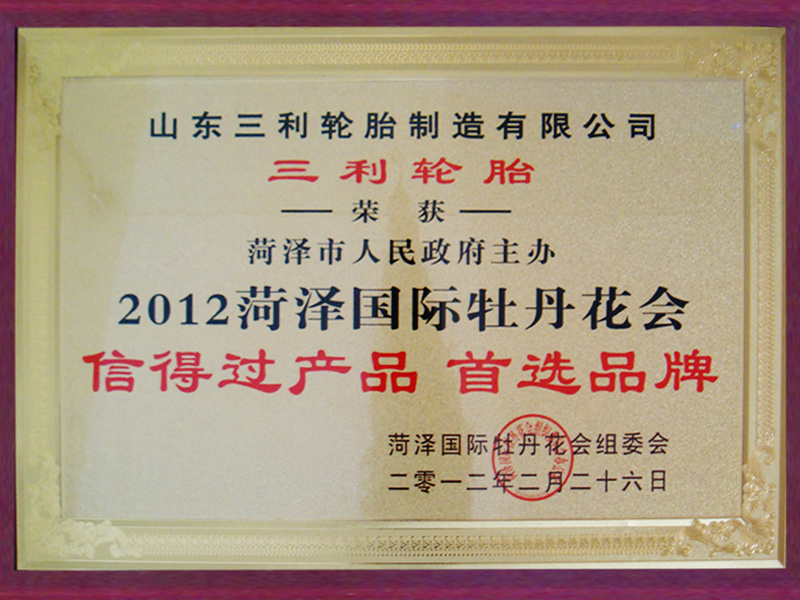 山东三利轮胎制造有限公司
三利轮胎
荣获
菏泽市人民政府主办
2012菏泽国际牡丹花会
信得过产品 首选品牌
菏泽国际牡丹花会组委会
二零一二年二月二十六日